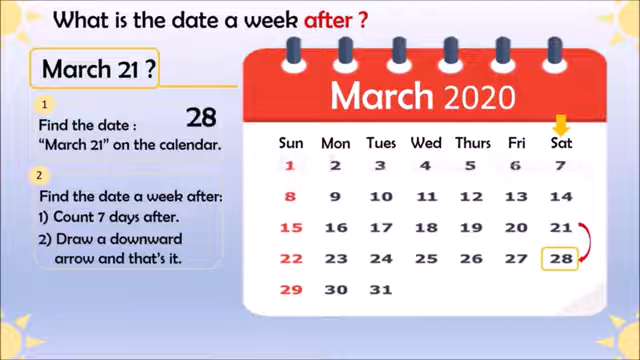 What is the date a week after ?
March 21 ?
1
28
Find the date :
“March 21” on the calendar.
2
Find the date a week after:
1) Count 7 days after.
2) Draw a downward
arrow and that's it.
March 2020
Sun Mon Tues Wed Thurs Fri Sat
1 2 3 4 5 6 7
8 9 10 11 12 13 14
15 16 17 18 19 20 21
22 23 24 25 26 27 28
29 30 31